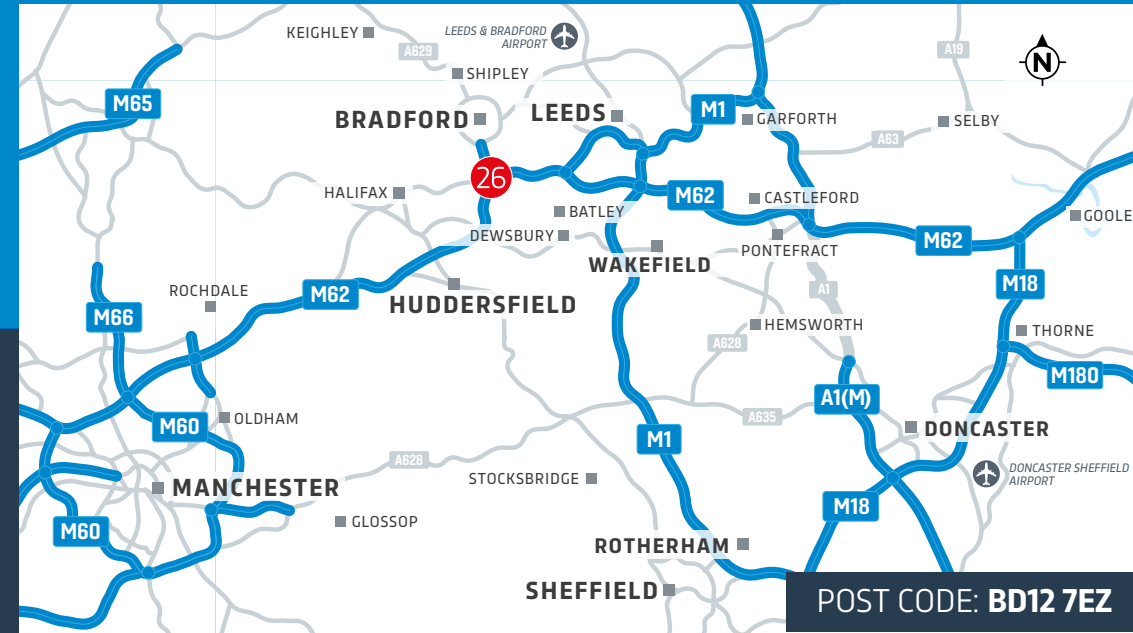 KEIGHLEY
LEEDS & BRADFORD
AIRPORT
A629
A19
N
SHIPLEY
M65
M1
BRADFORD
LEEDS
GARFORTH
SELBY
A63
26
HALIFAX
M62
CASTLEFORD
BATLEY
GOOLE
DEWSBURY
M62
PONTEFRACT
WAKEFIELD
M18
ROCHDALE
M62
A1
HUDDERSFIELD
M66
HEMSWORTH
THORNE
A628
M180
A1(M)
OLDHAM
M60
A635
DONCASTER
M1
A628
DONCASTER SHEFFIELD
AIRPORT
STOCKSBRIDGE
MANCHESTER
M18
GLOSSOP
M60
ROTHERHAM
SHEFFIELD
POST CODE: BD12 7EZ